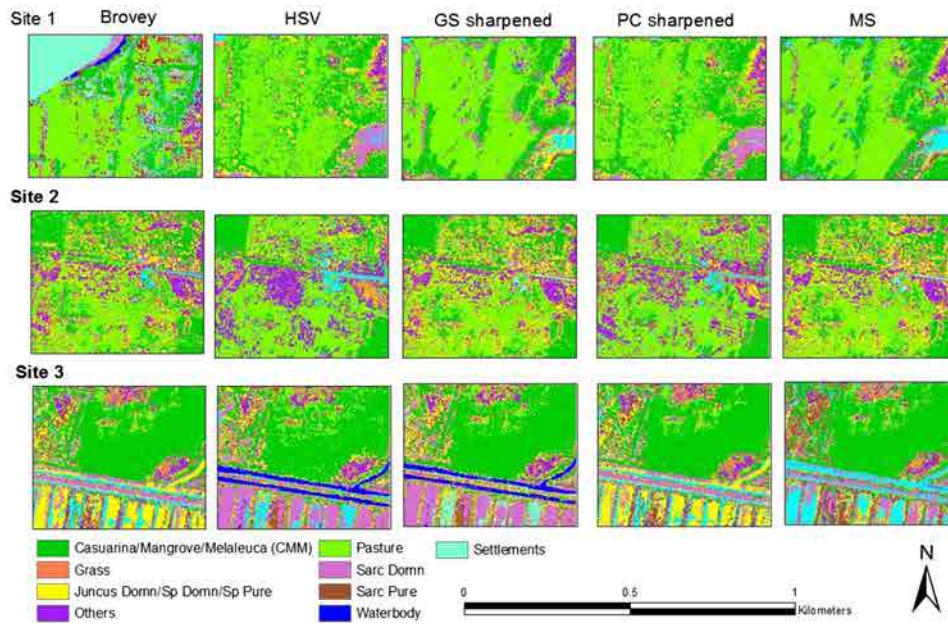 Site 1 Brovey HSV GS sharpened PC sharpened MS
Site 2
Site 3
Casuarina/Mangrove/Melaleuca (CMM) Pasture Settlements
Grass Sarc Domn
Juncus Domn/Sp Domn/Sp Pure Sarc Pure
Others Waterbody
N
0 0.5 1
Kilometers